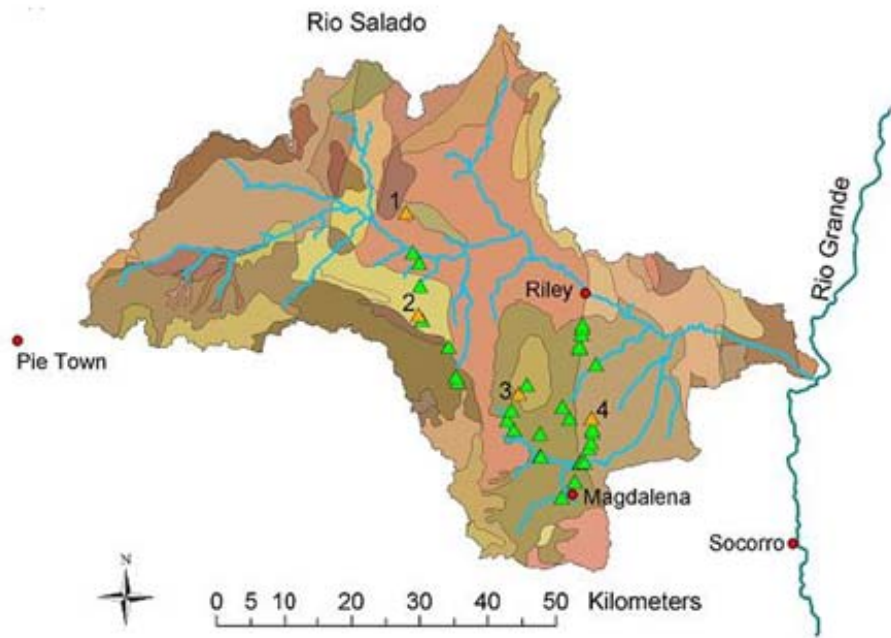 Rio Salado
1
Rio Grande
2
Riley
Pie Town
3
4
Magdalena
Socorro
N
0 5 10 20 30 40 50 Kilometers